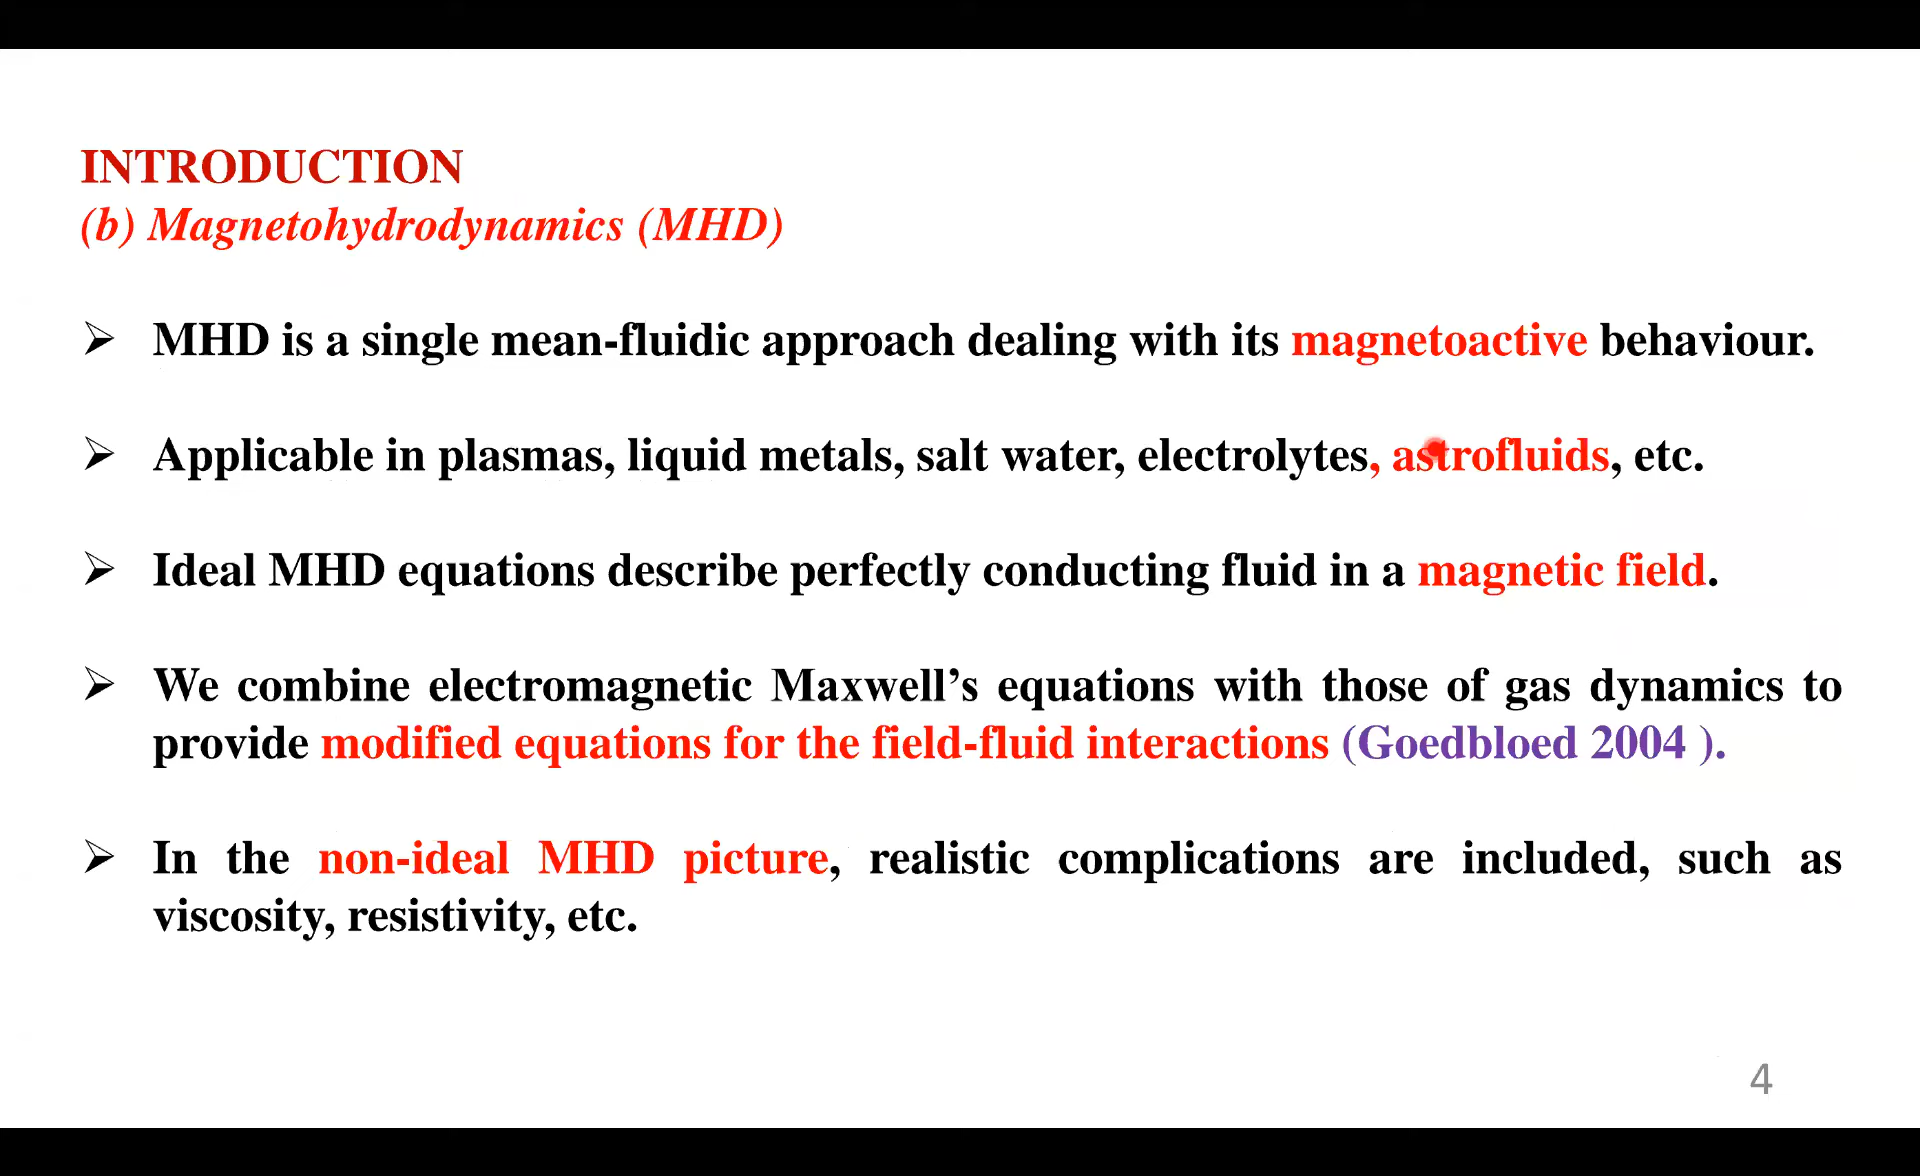 INTRODUCTION
(b) Magnetohydrodynamics (MHD)
➢ MHD is a single mean-fluidic approach dealing with its magnetoactive behaviour.
➢ Applicable in plasmas, liquid metals, salt water, electrolytes, astrofluids, etc.
➢ Ideal MHD equations describe perfectly conducting fluid in a magnetic field.
➢ We combine electromagnetic Maxwell’s equations with those of gas dynamics to
provide modified equations for the field-fluid interactions (Goedbloed 2004 ).
➢ In the non-ideal MHD picture, realistic complications are included, such as
viscosity, resistivity, etc.
4